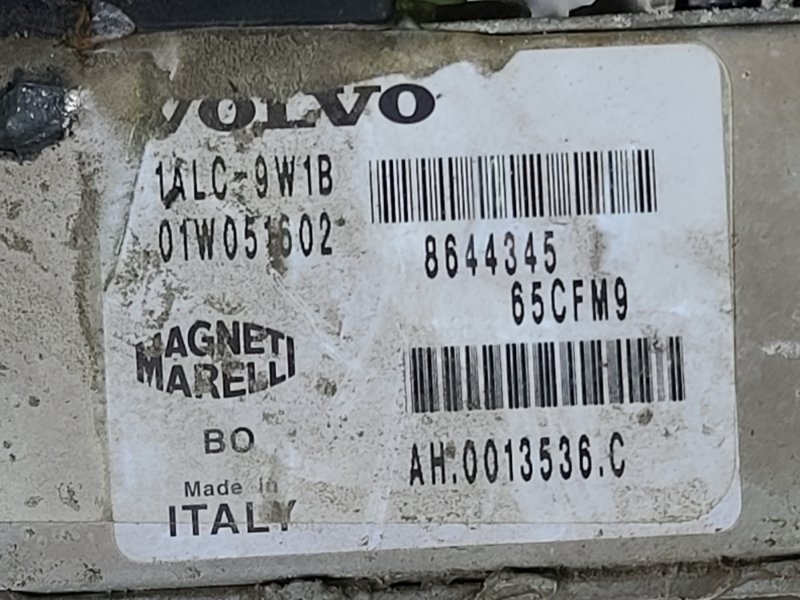 VOLVO
1ALC-9W1B
01W051602
8644345
65CFM9
MAGNETI
MARELLI
BO
AH.0013536.C
Made in
ITALY